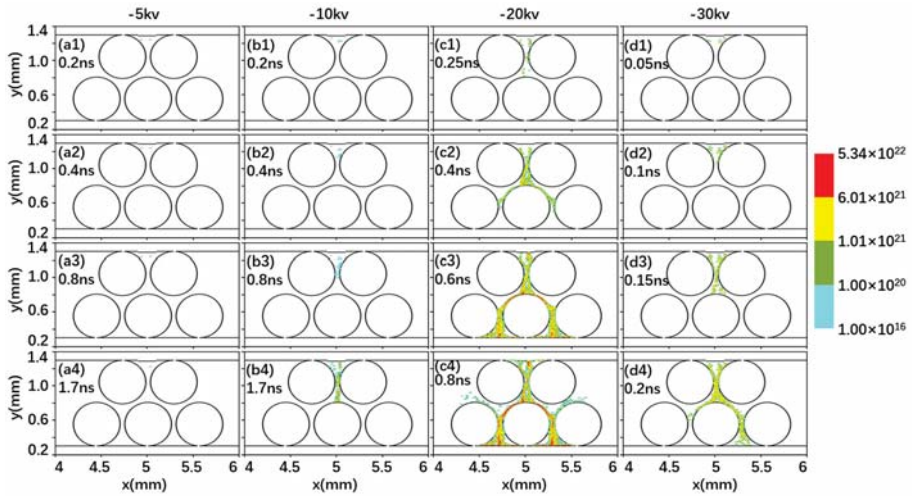 -5kv -10kv -20kv -30kv
1.4 (a1) (b1) (c1) (d1)
0.2ns 0.2ns 0.25ns 0.05ns
y(mm) 1.0
0.6
0.2
1.4 (a2) (b2) (c2) (d2)
0.4ns 0.4ns 0.4ns 0.1ns
y(mm) 1.0
0.6
0.2
1.4 (a3) (b3) (c3) (d3)
0.8ns 0.8ns 0.6ns 0.15ns
y(mm) 1.0
0.6
0.2
1.4 (a4) (b4) (c4) (d4)
1.7ns 1.7ns 0.8ns 0.2ns
y(mm) 1.0
0.6
0.2
4 4.5 5 5.5 6 4.5 5 5.5 6 4.5 5 5.5 6 4.5 5 5.5 6
x(mm) x(mm) x(mm) x(mm)
5.34×10²²
6.01×10²¹
1.01×10²¹
1.00×10²⁰
1.00×10¹⁶